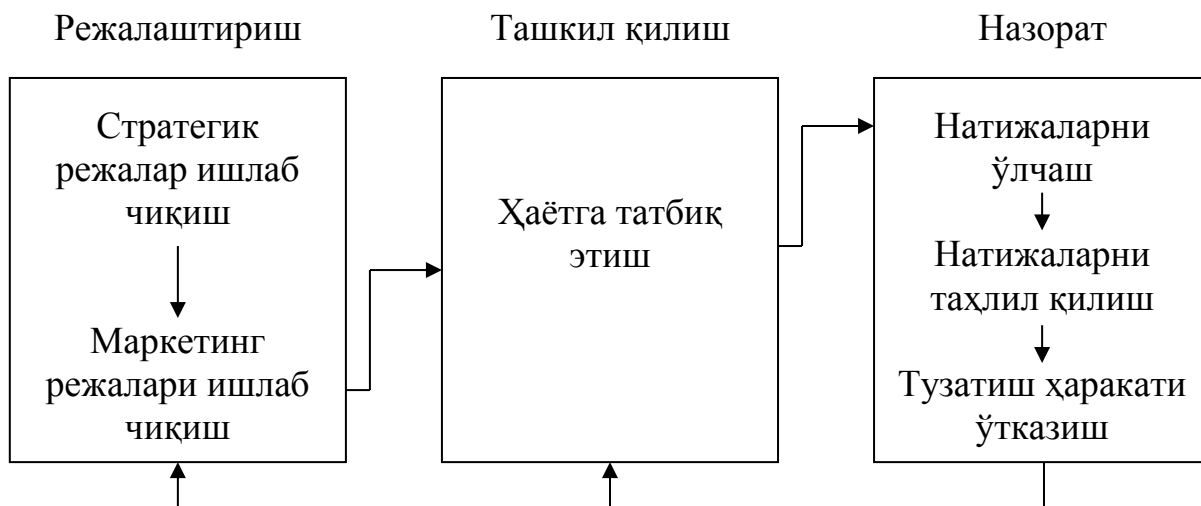 Режалаштириш
Ташкил қилиш
Назорат
Стратегик
режалар ишлаб
чиқиш
Маркетинг
режалари ишлаб
чиқиш
Ҳаётга татбиқ
этиш
Натижаларни
ўлчаш
Натижаларни
таҳлил қилиш
Тузатиш ҳаракати
ўтказиш